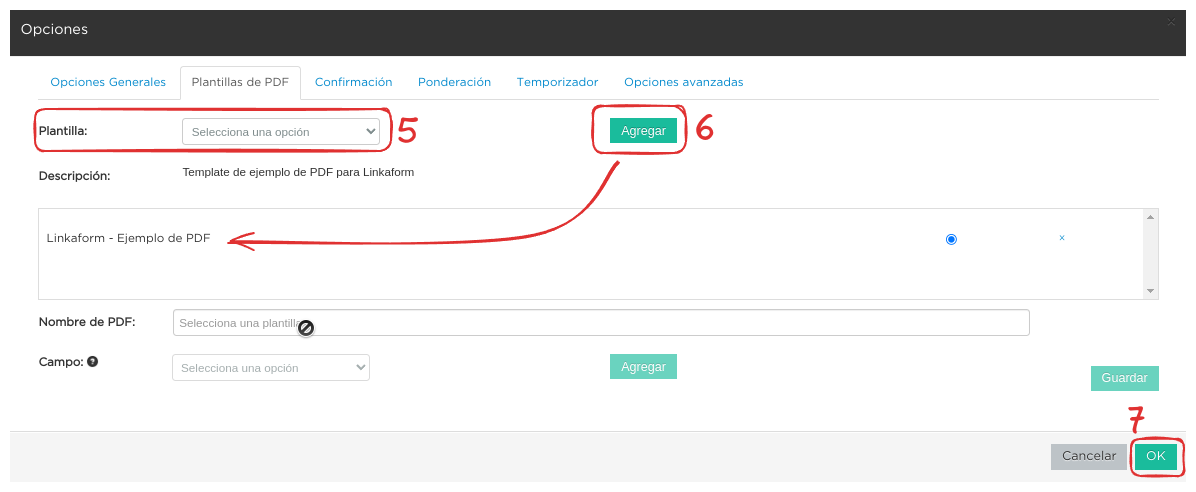 Opciones
Opciones Generales Plantillas de PDF Confirmación Ponderación Temporizador Opciones avanzadas
Plantilla: Selecciona una opción 5 Agregar 6
Descripción: Template de ejemplo de PDF para Linkaform
Linkaform - Ejemplo de PDF x
Nombre de PDF: Selecciona una plantilla
Campo: ? Selecciona una opción Agregar
Guardar
7
Cancelar OK